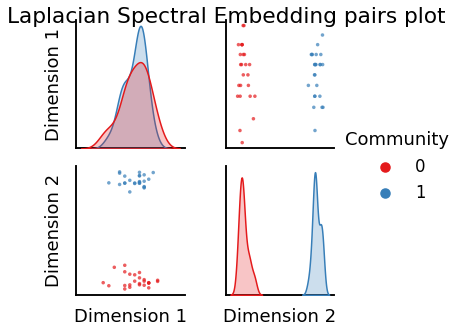 Laplacian Spectral Embedding pairs plot
Dimension 1
Community
0
1
Dimension 2
Dimension 1
Dimension 2